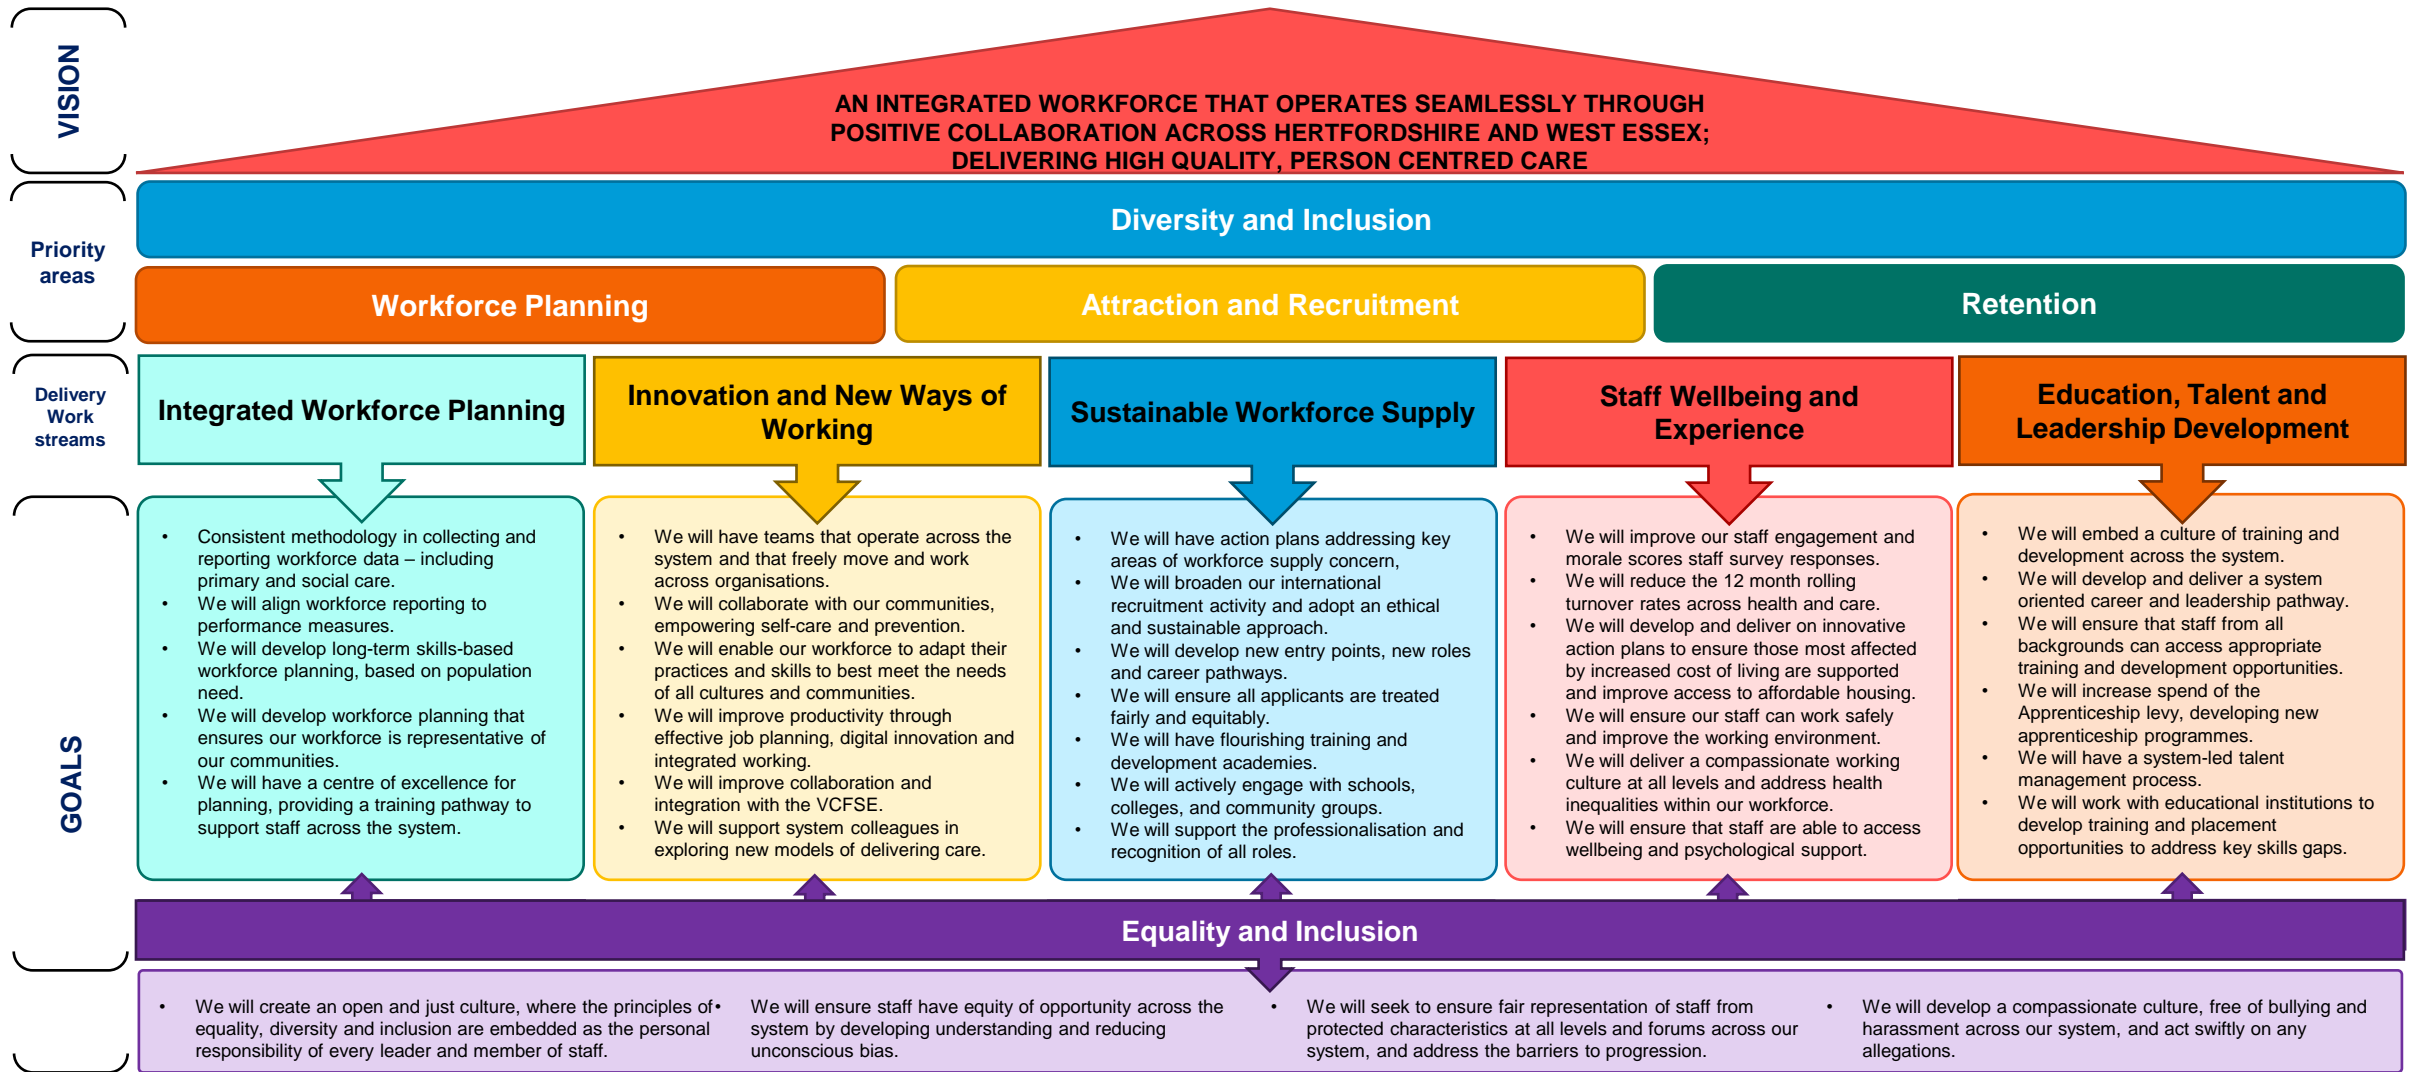 VISION
AN INTEGRATED WORKFORCE THAT OPERATES SEAMLESSLY THROUGH
POSITIVE COLLABORATION ACROSS HERTFORDSHIRE AND WEST ESSEX;
DELIVERING HIGH QUALITY, PERSON CENTRED CARE
Priority
areas
Diversity and Inclusion
Workforce Planning
Attraction and Recruitment
Retention
Delivery
Work
streams
Integrated Workforce Planning
Innovation and New Ways of
Working
Sustainable Workforce Supply
Staff Wellbeing and
Experience
Education, Talent and
Leadership Development
GOALS
• Consistent methodology in collecting and
reporting workforce data – including
primary and social care.
• We will align workforce reporting to
performance measures.
• We will develop long-term skills-based
workforce planning, based on population
need.
• We will develop workforce planning that
ensures our workforce is representative of
our communities.
• We will have a centre of excellence for
planning, providing a training pathway to
support staff across the system.
• We will have teams that operate across the
system and that freely move and work
across organisations.
• We will collaborate with our communities,
empowering self-care and prevention.
• We will enable our workforce to adapt their
practices and skills to best meet the needs
of all cultures and communities.
• We will improve productivity through
effective job planning, digital innovation and
integrated working.
• We will improve collaboration and
integration with the VCFSE.
• We will support system colleagues in
exploring new models of delivering care.
• We will have action plans addressing key
areas of workforce supply concern,
• We will broaden our international
recruitment activity and adopt an ethical
and sustainable approach.
• We will develop new entry points, new roles
and career pathways.
• We will ensure all applicants are treated
fairly and equitably.
• We will have flourishing training and
development academies.
• We will actively engage with schools,
colleges, and community groups.
• We will support the professionalisation and
recognition of all roles.
• We will improve our staff engagement and
morale scores staff survey responses.
• We will reduce the 12 month rolling
turnover rates across health and care.
• We will develop and deliver on innovative
action plans to ensure those most affected
by increased cost of living are supported
and improve access to affordable housing.
• We will ensure our staff can work safely
and improve the working environment.
• We will deliver a compassionate working
culture at all levels and address health
inequalities within our workforce.
• We will ensure that staff are able to access
wellbeing and psychological support.
• We will embed a culture of training and
development across the system.
• We will develop and deliver a system
oriented career and leadership pathway.
• We will ensure that staff from all
backgrounds can access appropriate
training and development opportunities.
• We will increase spend of the
Apprenticeship levy, developing new
apprenticeship programmes.
• We will have a system-led talent
management process.
• We will work with educational institutions to
develop training and placement
opportunities to address key skills gaps.
Equality and Inclusion
• We will create an open and just culture, where the principles of
equality, diversity and inclusion are embedded as the personal
responsibility of every leader and member of staff.
• We will ensure staff have equity of opportunity across the
system by developing understanding and reducing
unconscious bias.
• We will seek to ensure fair representation of staff from
protected characteristics at all levels and forums across our
system, and address the barriers to progression.
• We will develop a compassionate culture, free of bullying and
harassment across our system, and act swiftly on any
allegations.